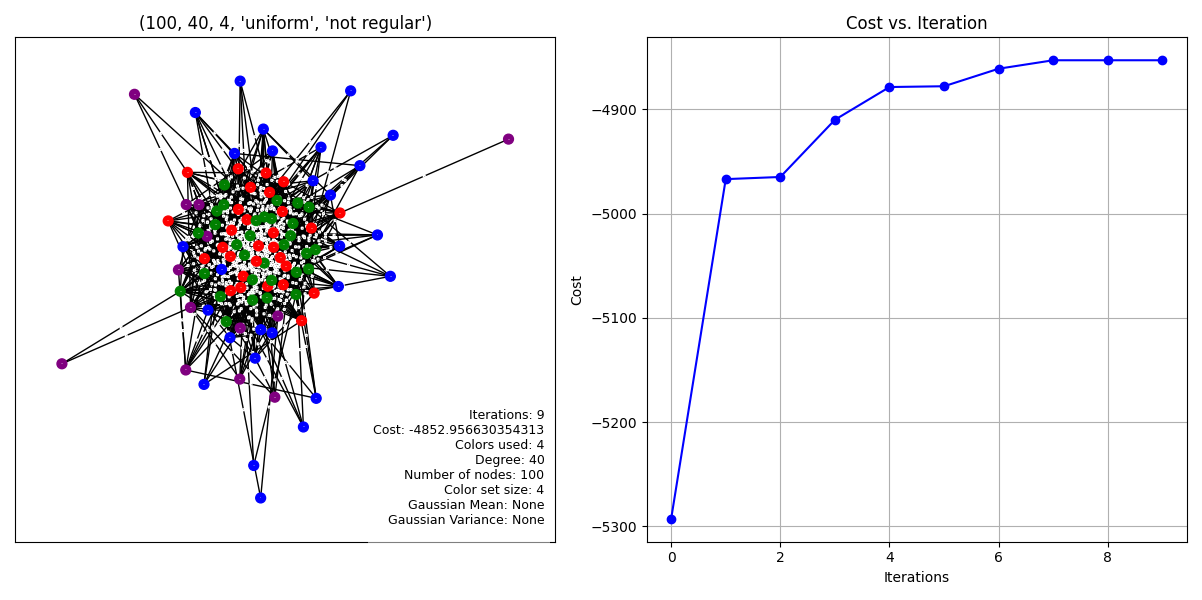 (100, 40, 4, 'uniform', 'not regular')
Iterations: 9
Cost: -4852.956630354313
Colors used: 4
Degree: 40
Number of nodes: 100
Color set size: 4
Gaussian Mean: None
Gaussian Variance: None
Cost vs. Iteration
Cost
−4900
−5000
−5100
−5200
−5300
0
2
4
6
8
Iterations